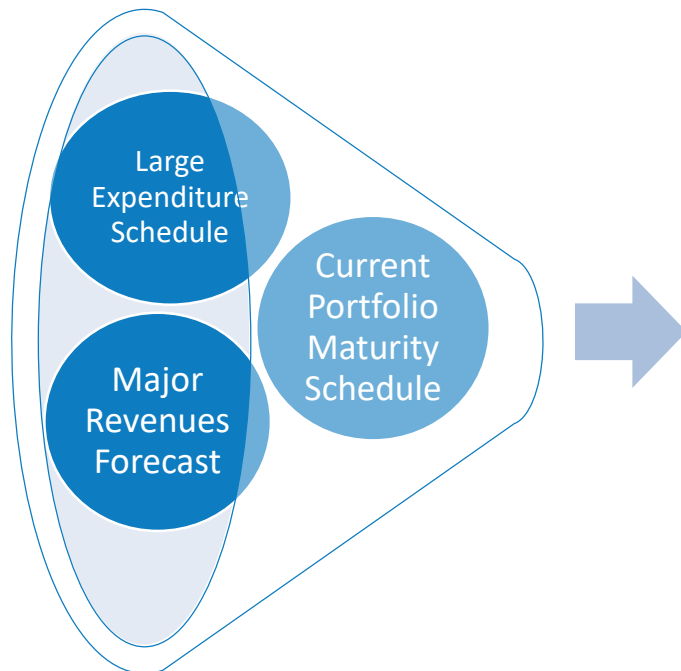 Large
Expenditure
Schedule
Current
Portfolio
Maturity
Schedule
Major
Revenues
Forecast